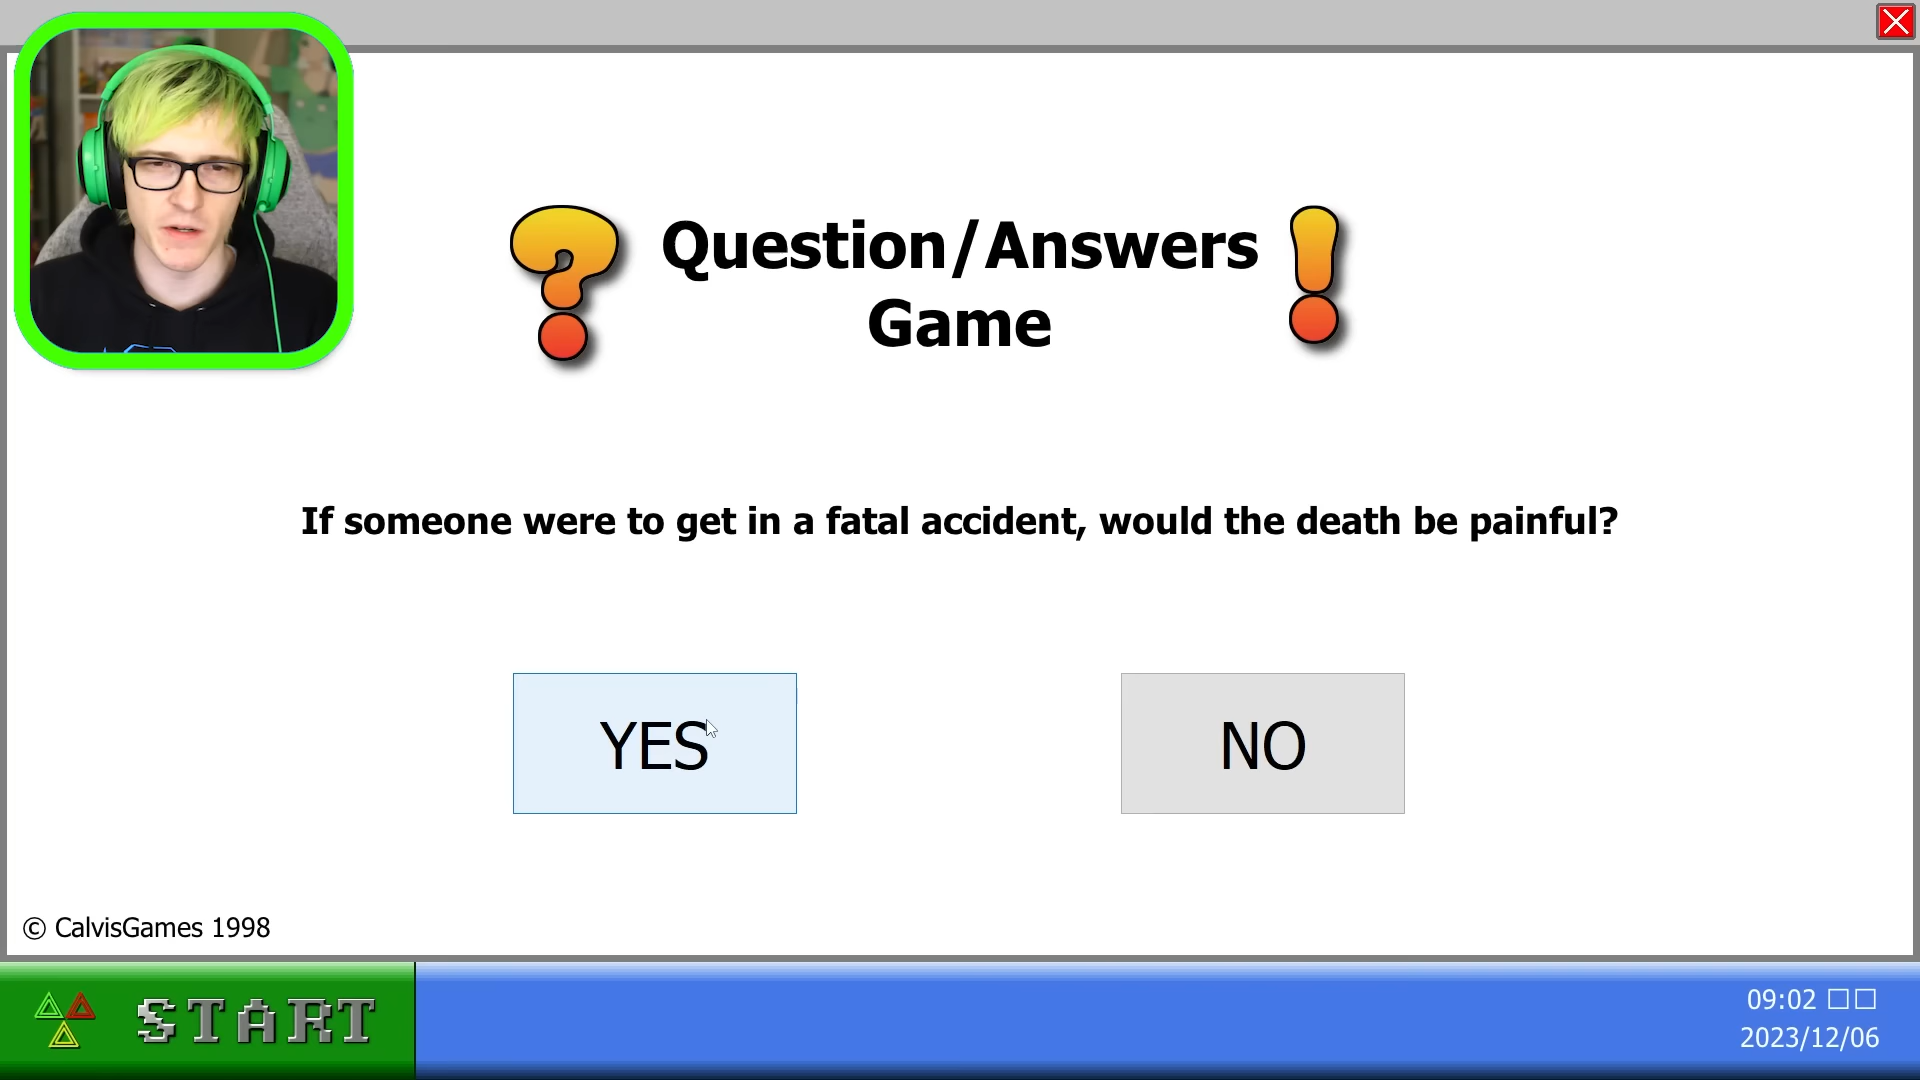 Question/Answers
Game
If someone were to get in a fatal accident, would the death be painful?
YES
NO
© CalvisGames 1998
START
09:02 □□
2023/12/06